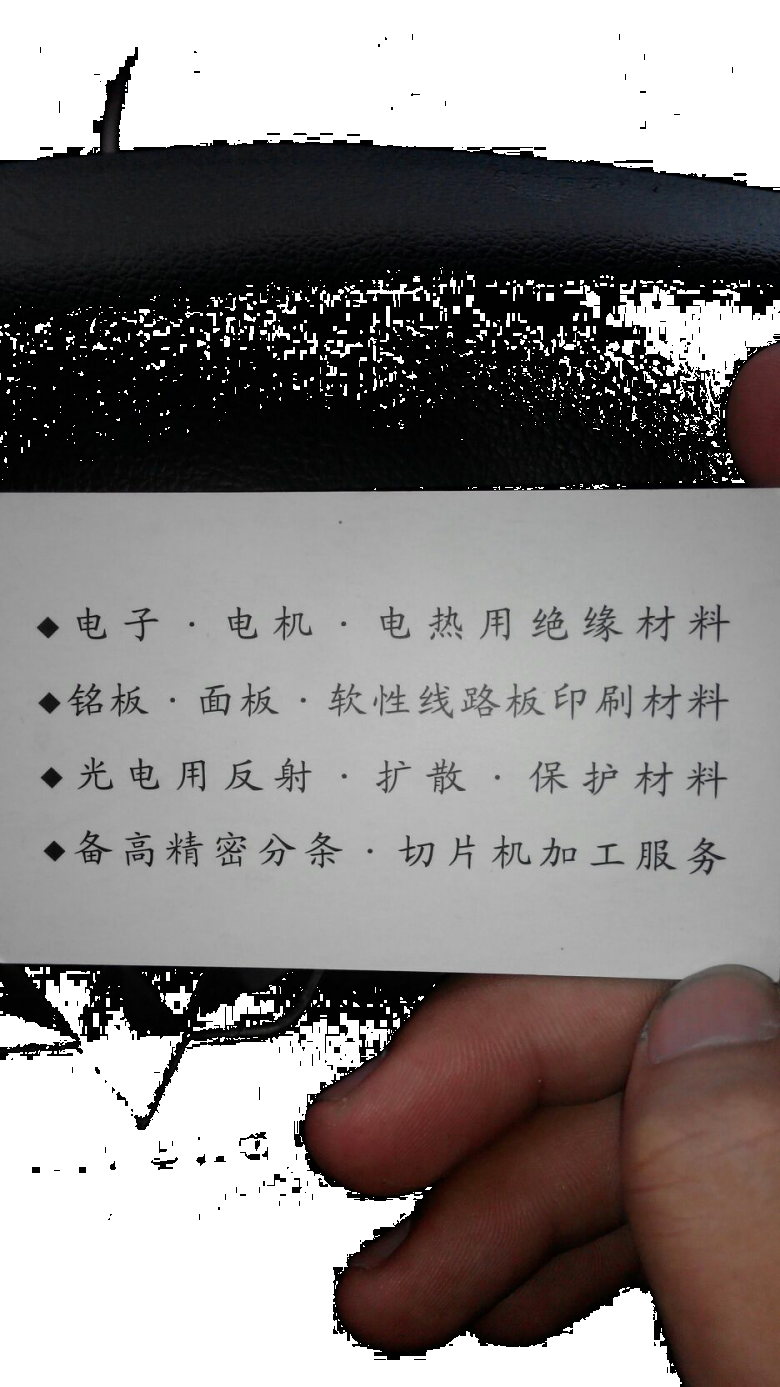 ◆电子·电机·电热用绝缘材料
◆铭板·面板·软性线路板印刷材料
◆光电用反射·扩散·保护材料
◆备高精密分条·切片机加工服务